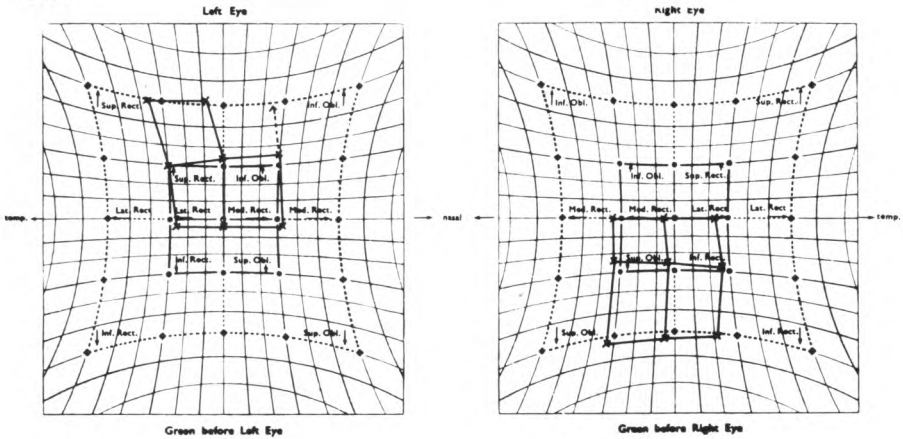 Left Eye
Right Eye
Sup. Rect. Inf. Obl.
Inf. Obl. Sup. Rect.
Sup. Rect. Inf. Obl.
Inf. Obl. Sup. Rect.
temp. Lat. Rect Lat. Rect Med. Rect. Med. Rect. nasal
Med. Rect. Med. Rect. Lat. Rect Lat. Rect. temp.
Inf. Rect. Sup. Obl.
Sup. Obl. Inf. Rect.
Inf. Rect. Sup. Obl.
Sup. Obl. Inf. Rect.
Green before Left Eye
Green before Right Eye